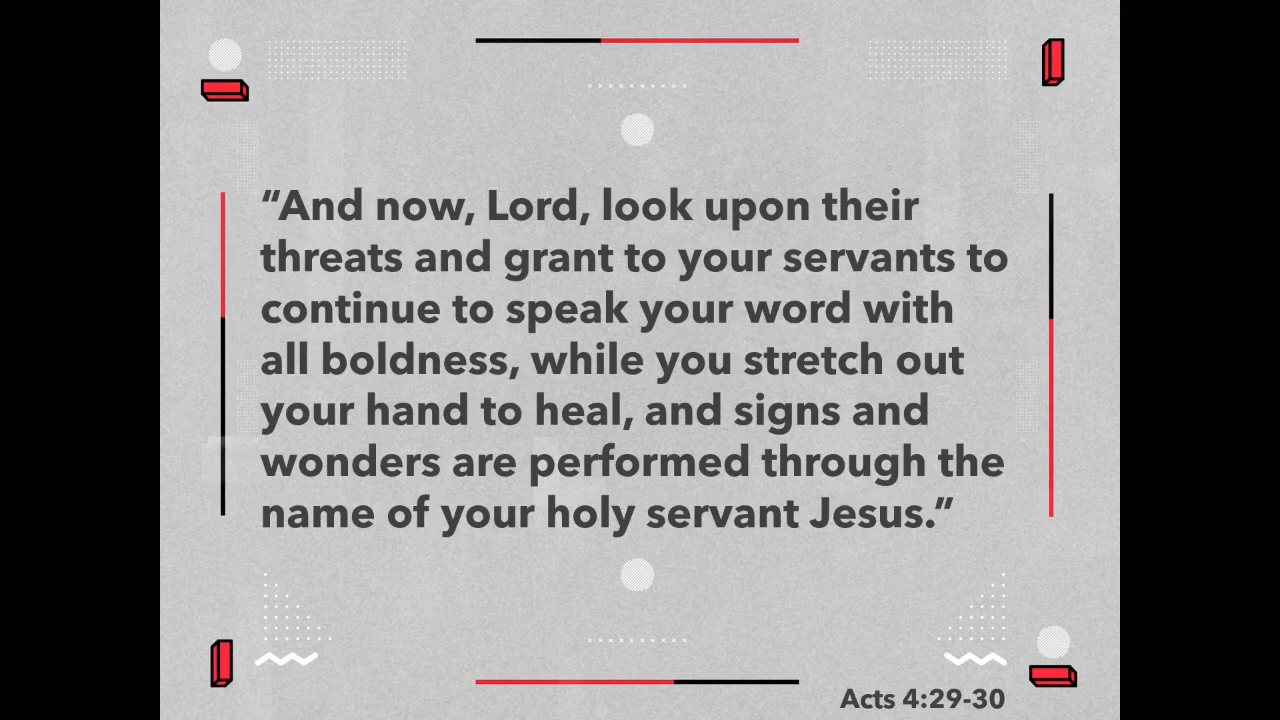 “And now, Lord, look upon their
threats and grant to your servants to
continue to speak your word with
all boldness, while you stretch out
your hand to heal, and signs and
wonders are performed through the
name of your holy servant Jesus.”
Acts 4:29-30